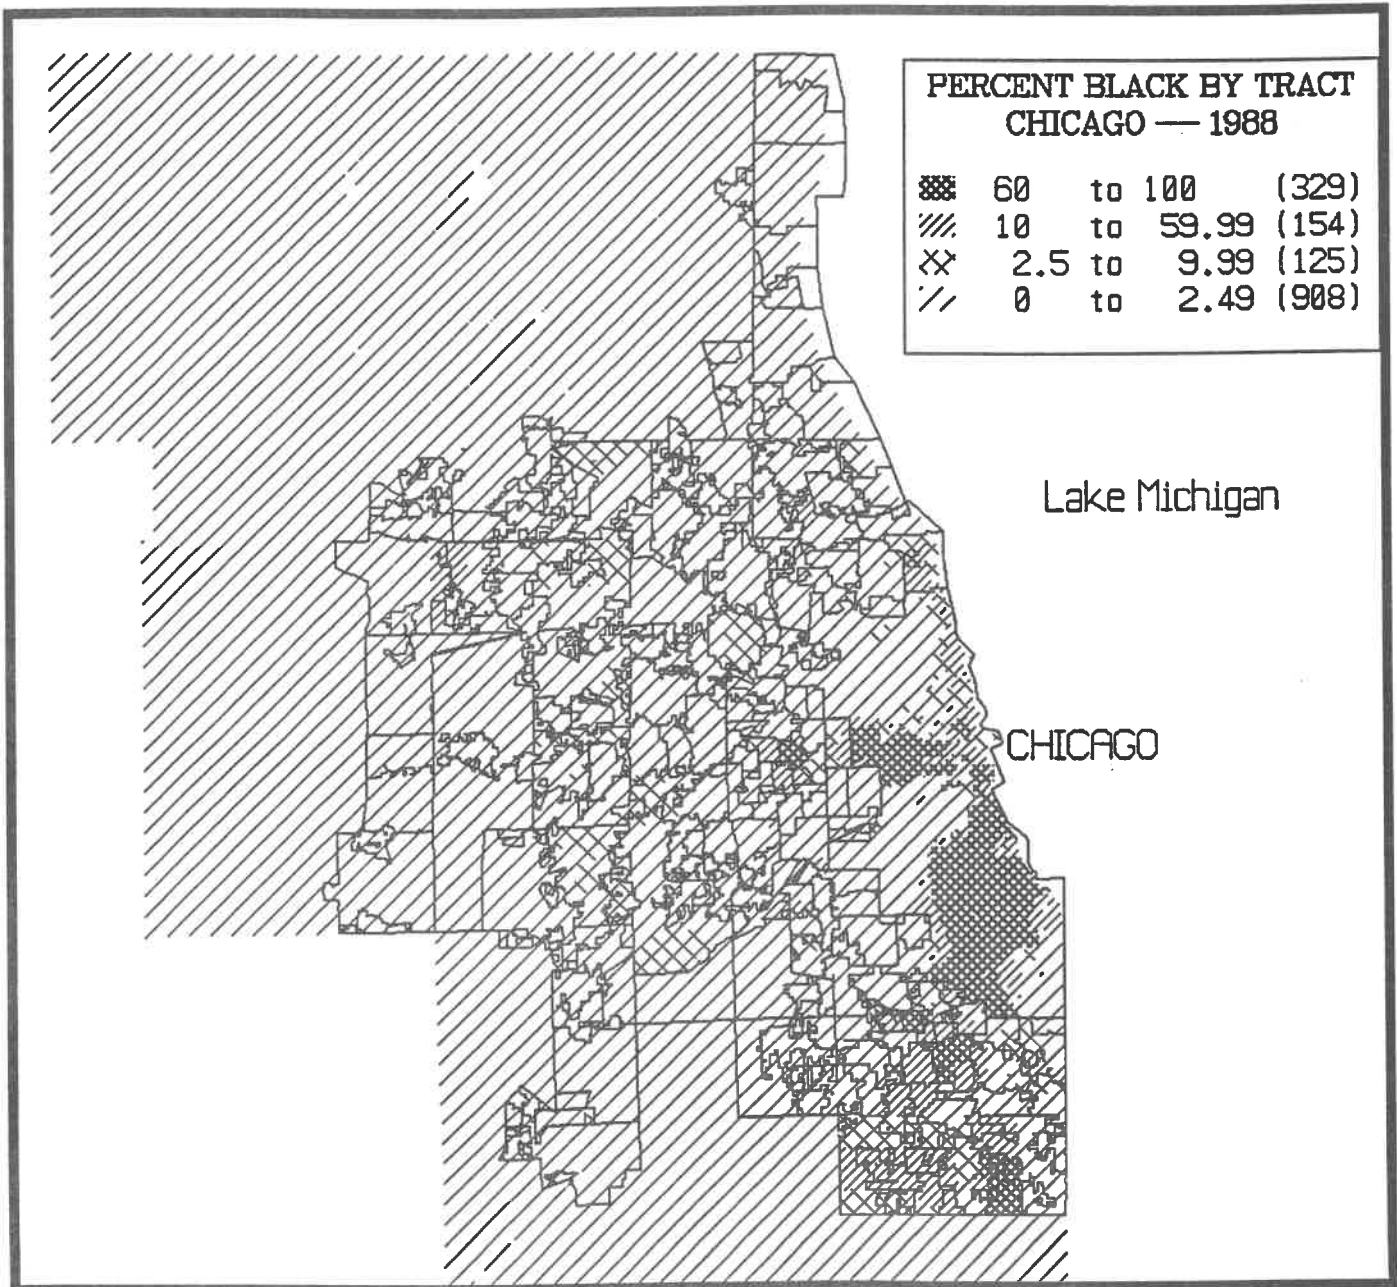 PERCENT BLACK BY TRACT
CHICAGO — 1988
60 to 100 (329)
10 to 59.99 (154)
2.5 to 9.99 (125)
0 to 2.49 (908)
Lake Michigan
CHICAGO